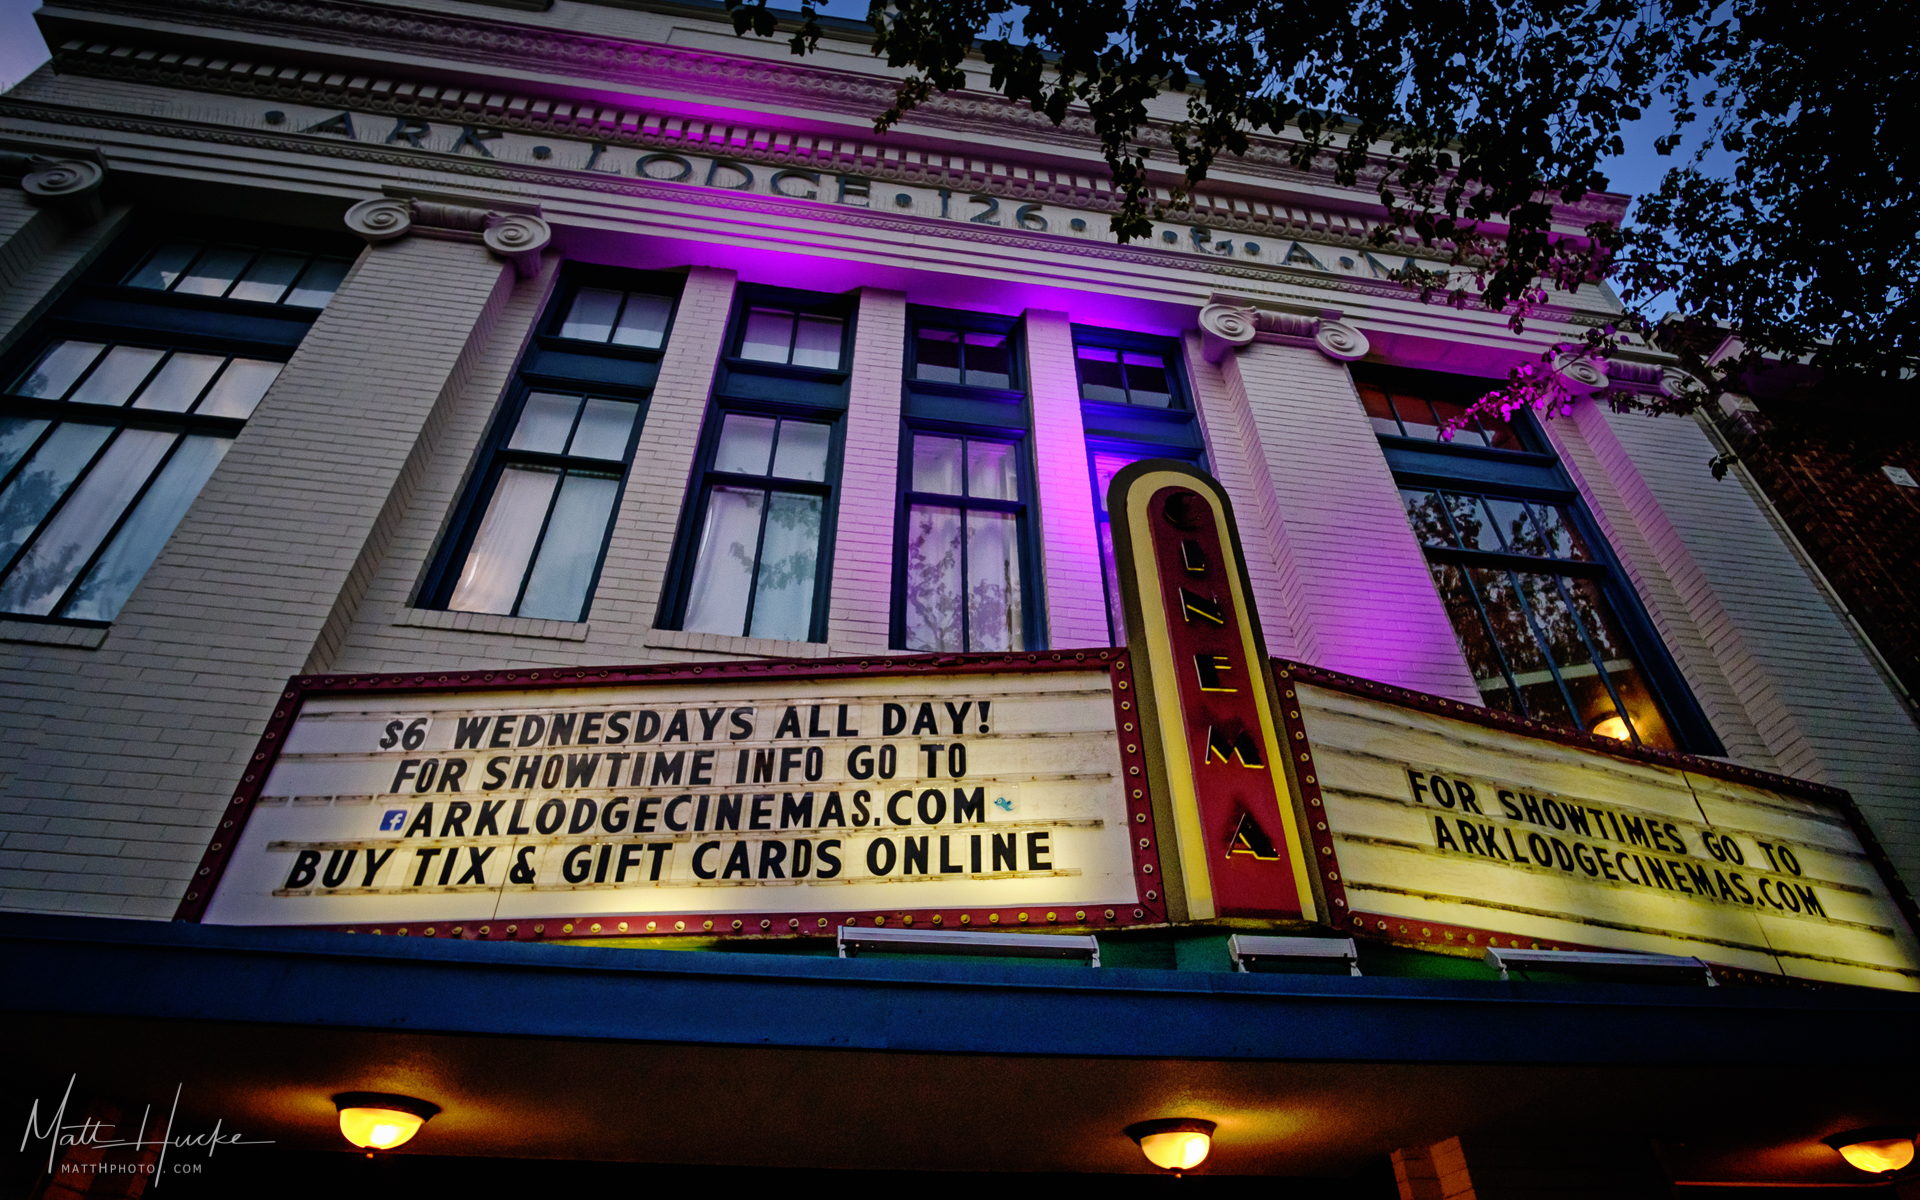 • ARK • LODGE • 126 • F. & A. M.
CINEMA
$6 WEDNESDAYS ALL DAY!
FOR SHOWTIME INFO GO TO
f ARKLODGECINEMAS.COM
BUY TIX & GIFT CARDS ONLINE
FOR SHOWTIMES GO TO
ARKLODGECINEMAS.COM
Matt Hucke
MATTHPHOTO.COM